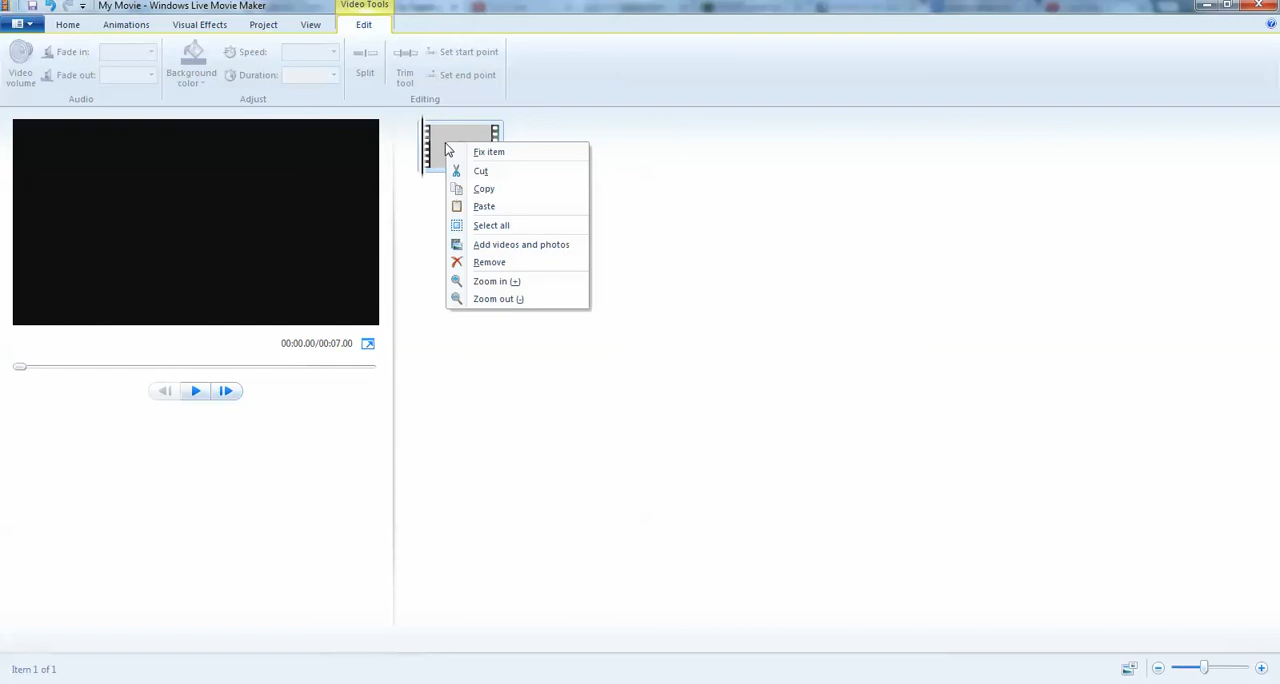 My Movie - Windows Live Movie Maker
Video Tools
Home
Animations
Visual Effects
Project
View
Edit
Video volume
Fade in:
Fade out:
Audio
Background color
Speed:
Duration:
Adjust
Split
Trim tool
Set start point
Set end point
Editing
Fix item
Cut
Copy
Paste
Select all
Add videos and photos
Remove
Zoom in (+)
Zoom out (-)
00:00.00/00:07.00
Item 1 of 1